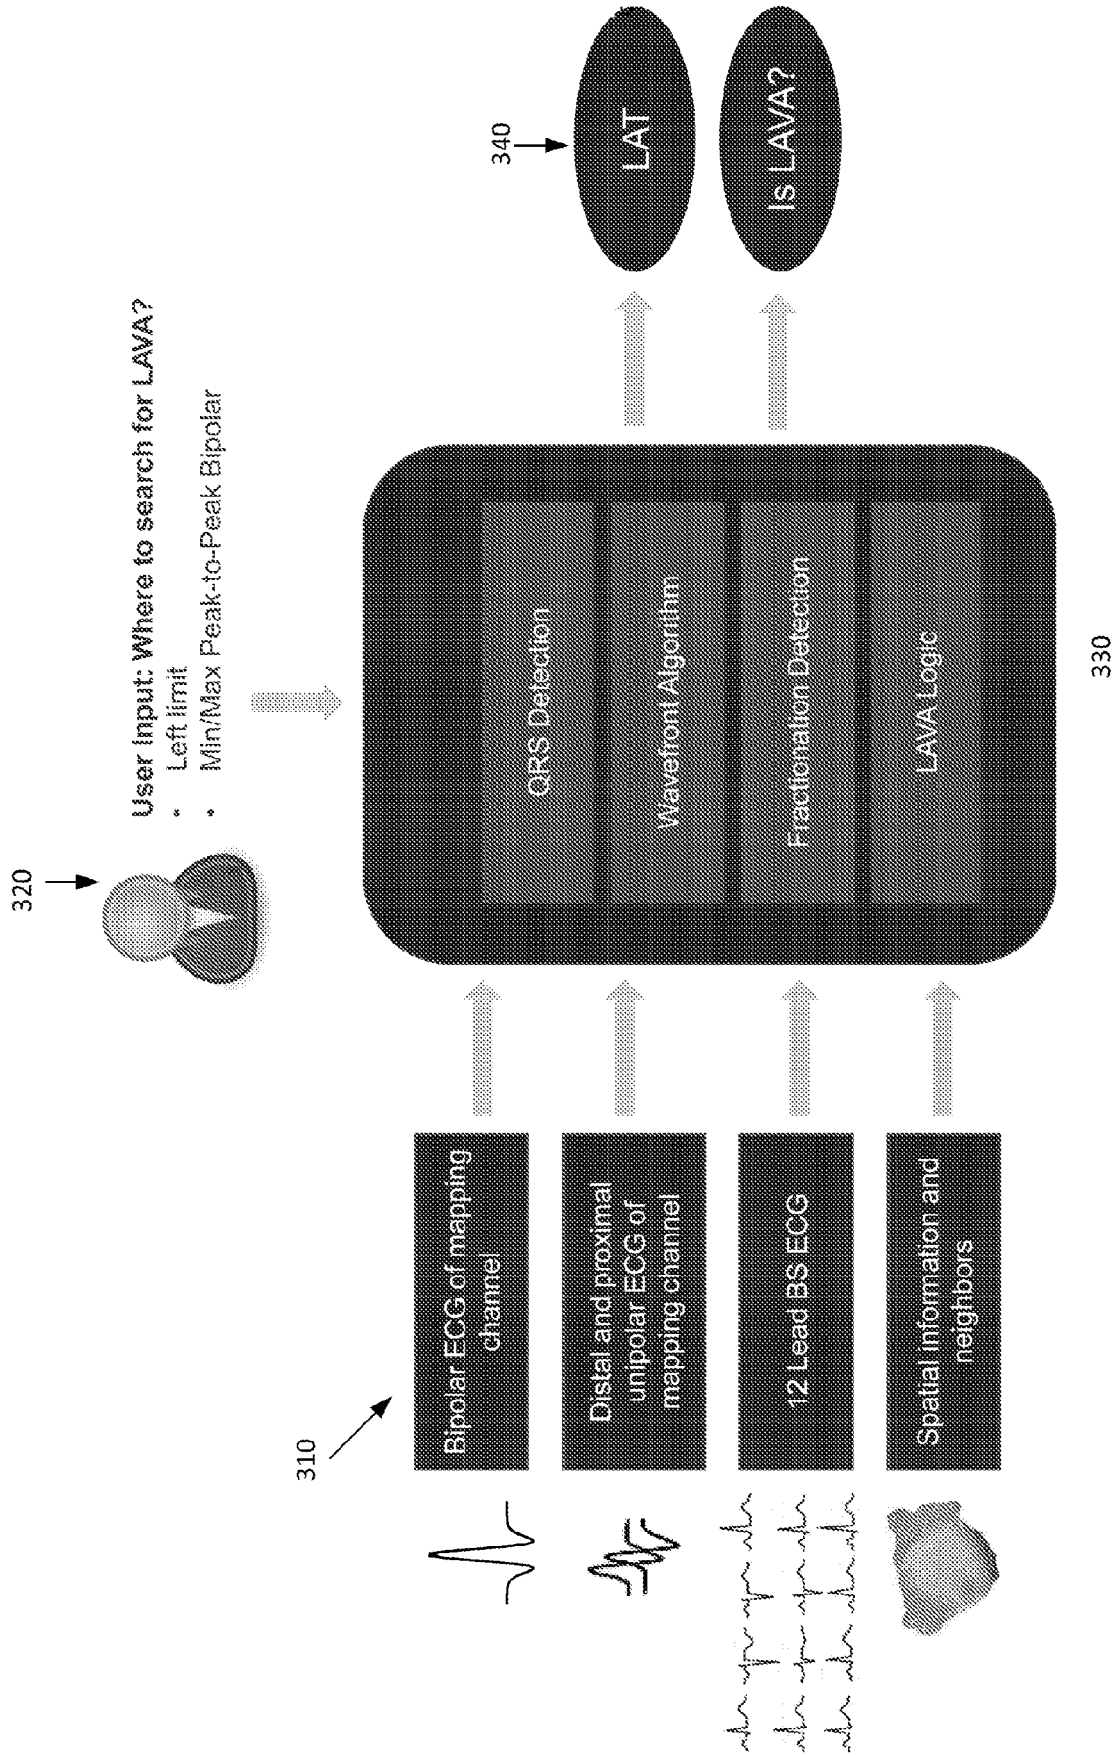 320
User Input: Where to search for LAVA?
• Left limit
• Min/Max Peak-to-Peak Bipolar
310
Bipolar ECG of mapping
channel
Distal and proximal
unipolar ECG of
mapping channel
12 Lead BS ECG
Spatial information and
neighbors
QRS Detection
Wavefront Algorithm
Fractionation Detection
LAVA Logic
330
340
LAT
Is LAVA?